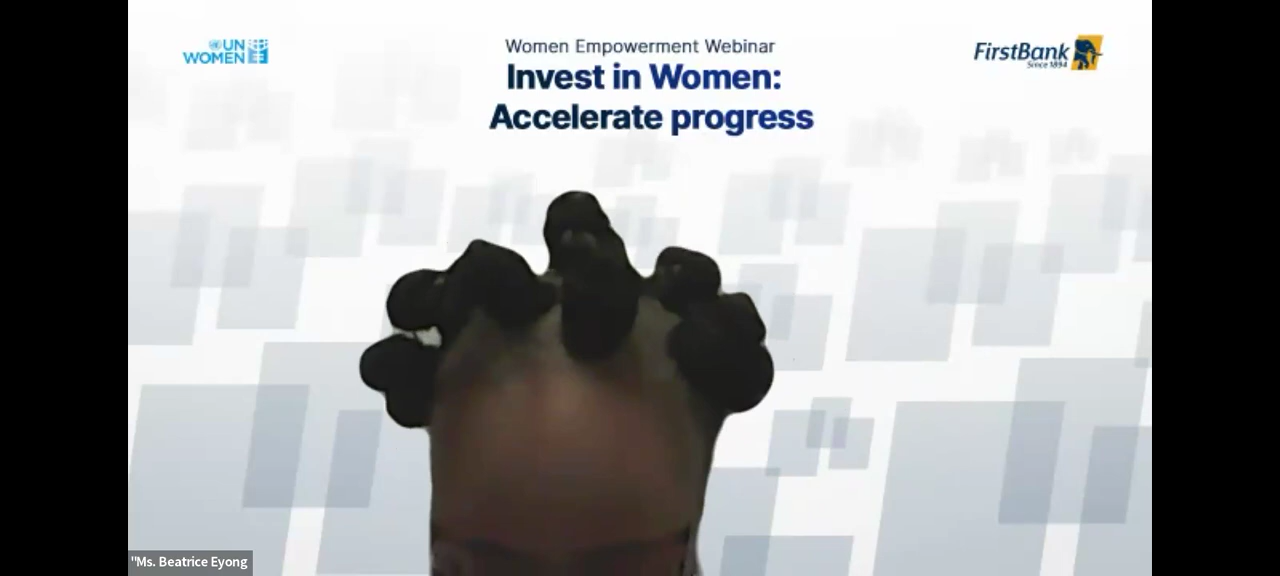 UN
WOMEN
Women Empowerment Webinar
Invest in Women:
Accelerate progress
FirstBank
Since 1894
"Ms. Beatrice Eyong